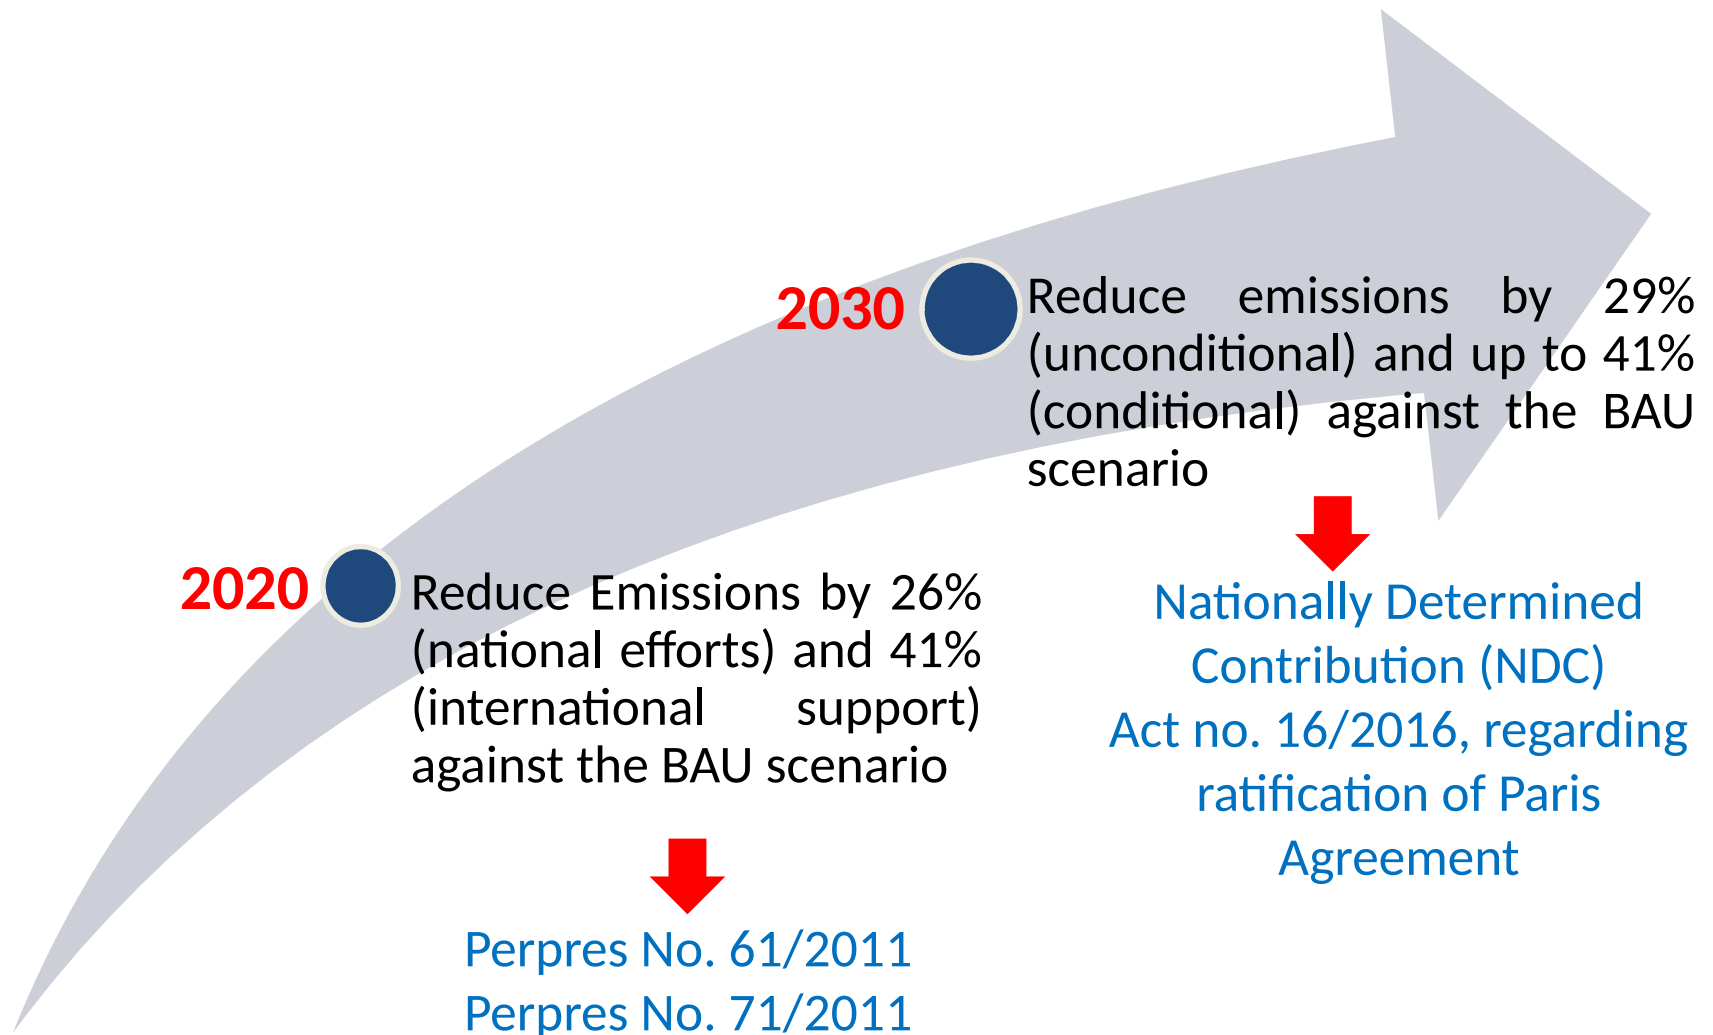 2030
Reduce emissions by 29%
(unconditional) and up to 41%
(conditional) against the BAU
scenario
2020
Reduce Emissions by 26%
(national efforts) and 41%
(international support)
against the BAU scenario
Nationally Determined
Contribution (NDC)
Act no. 16/2016, regarding
ratification of Paris
Agreement
Perpres No. 61/2011
Perpres No. 71/2011